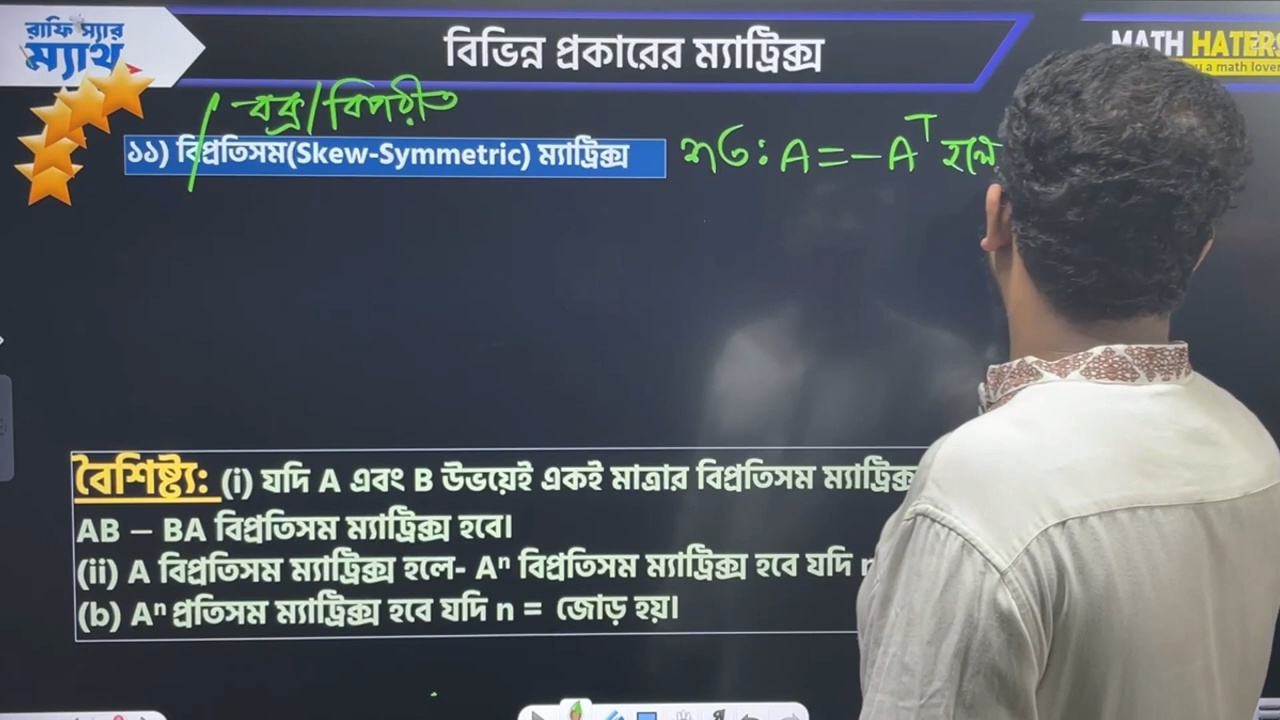 রাফি স্যার
ম্যাথ
বিভিন্ন প্রকারের ম্যাট্রিক্স
MATH HATERS
u a math lover
বক্র/বিপরীত
১১) বিপ্রতিসম(Skew-Symmetric) ম্যাট্রিক্স
শর্ত: A = −Aᵀ হলে
বৈশিষ্ট্য: (i) যদি A এবং B উভয়েই একই মাত্রার বিপ্রতিসম ম্যাট্রিক্স
AB – BA বিপ্রতিসম ম্যাট্রিক্স হবে।
(ii) A বিপ্রতিসম ম্যাট্রিক্স হলে- Aⁿ বিপ্রতিসম ম্যাট্রিক্স হবে যদি
(b) Aⁿ প্রতিসম ম্যাট্রিক্স হবে যদি n = জোড় হয়।